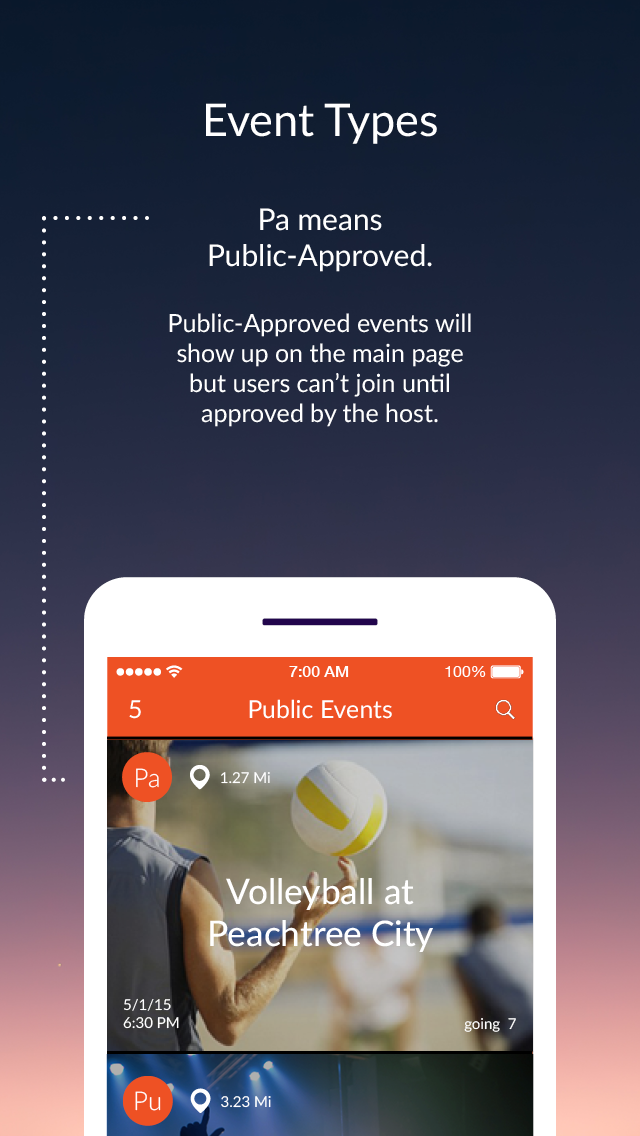 Event Types
Pa means
Public-Approved.
Public-Approved events will
show up on the main page
but users can't join until
approved by the host.
7:00 AM
100%
5
Public Events
Pa
1.27 Mi
Volleyball at
Peachtree City
5/1/15
6:30 PM
going 7
Pu
3.23 Mi